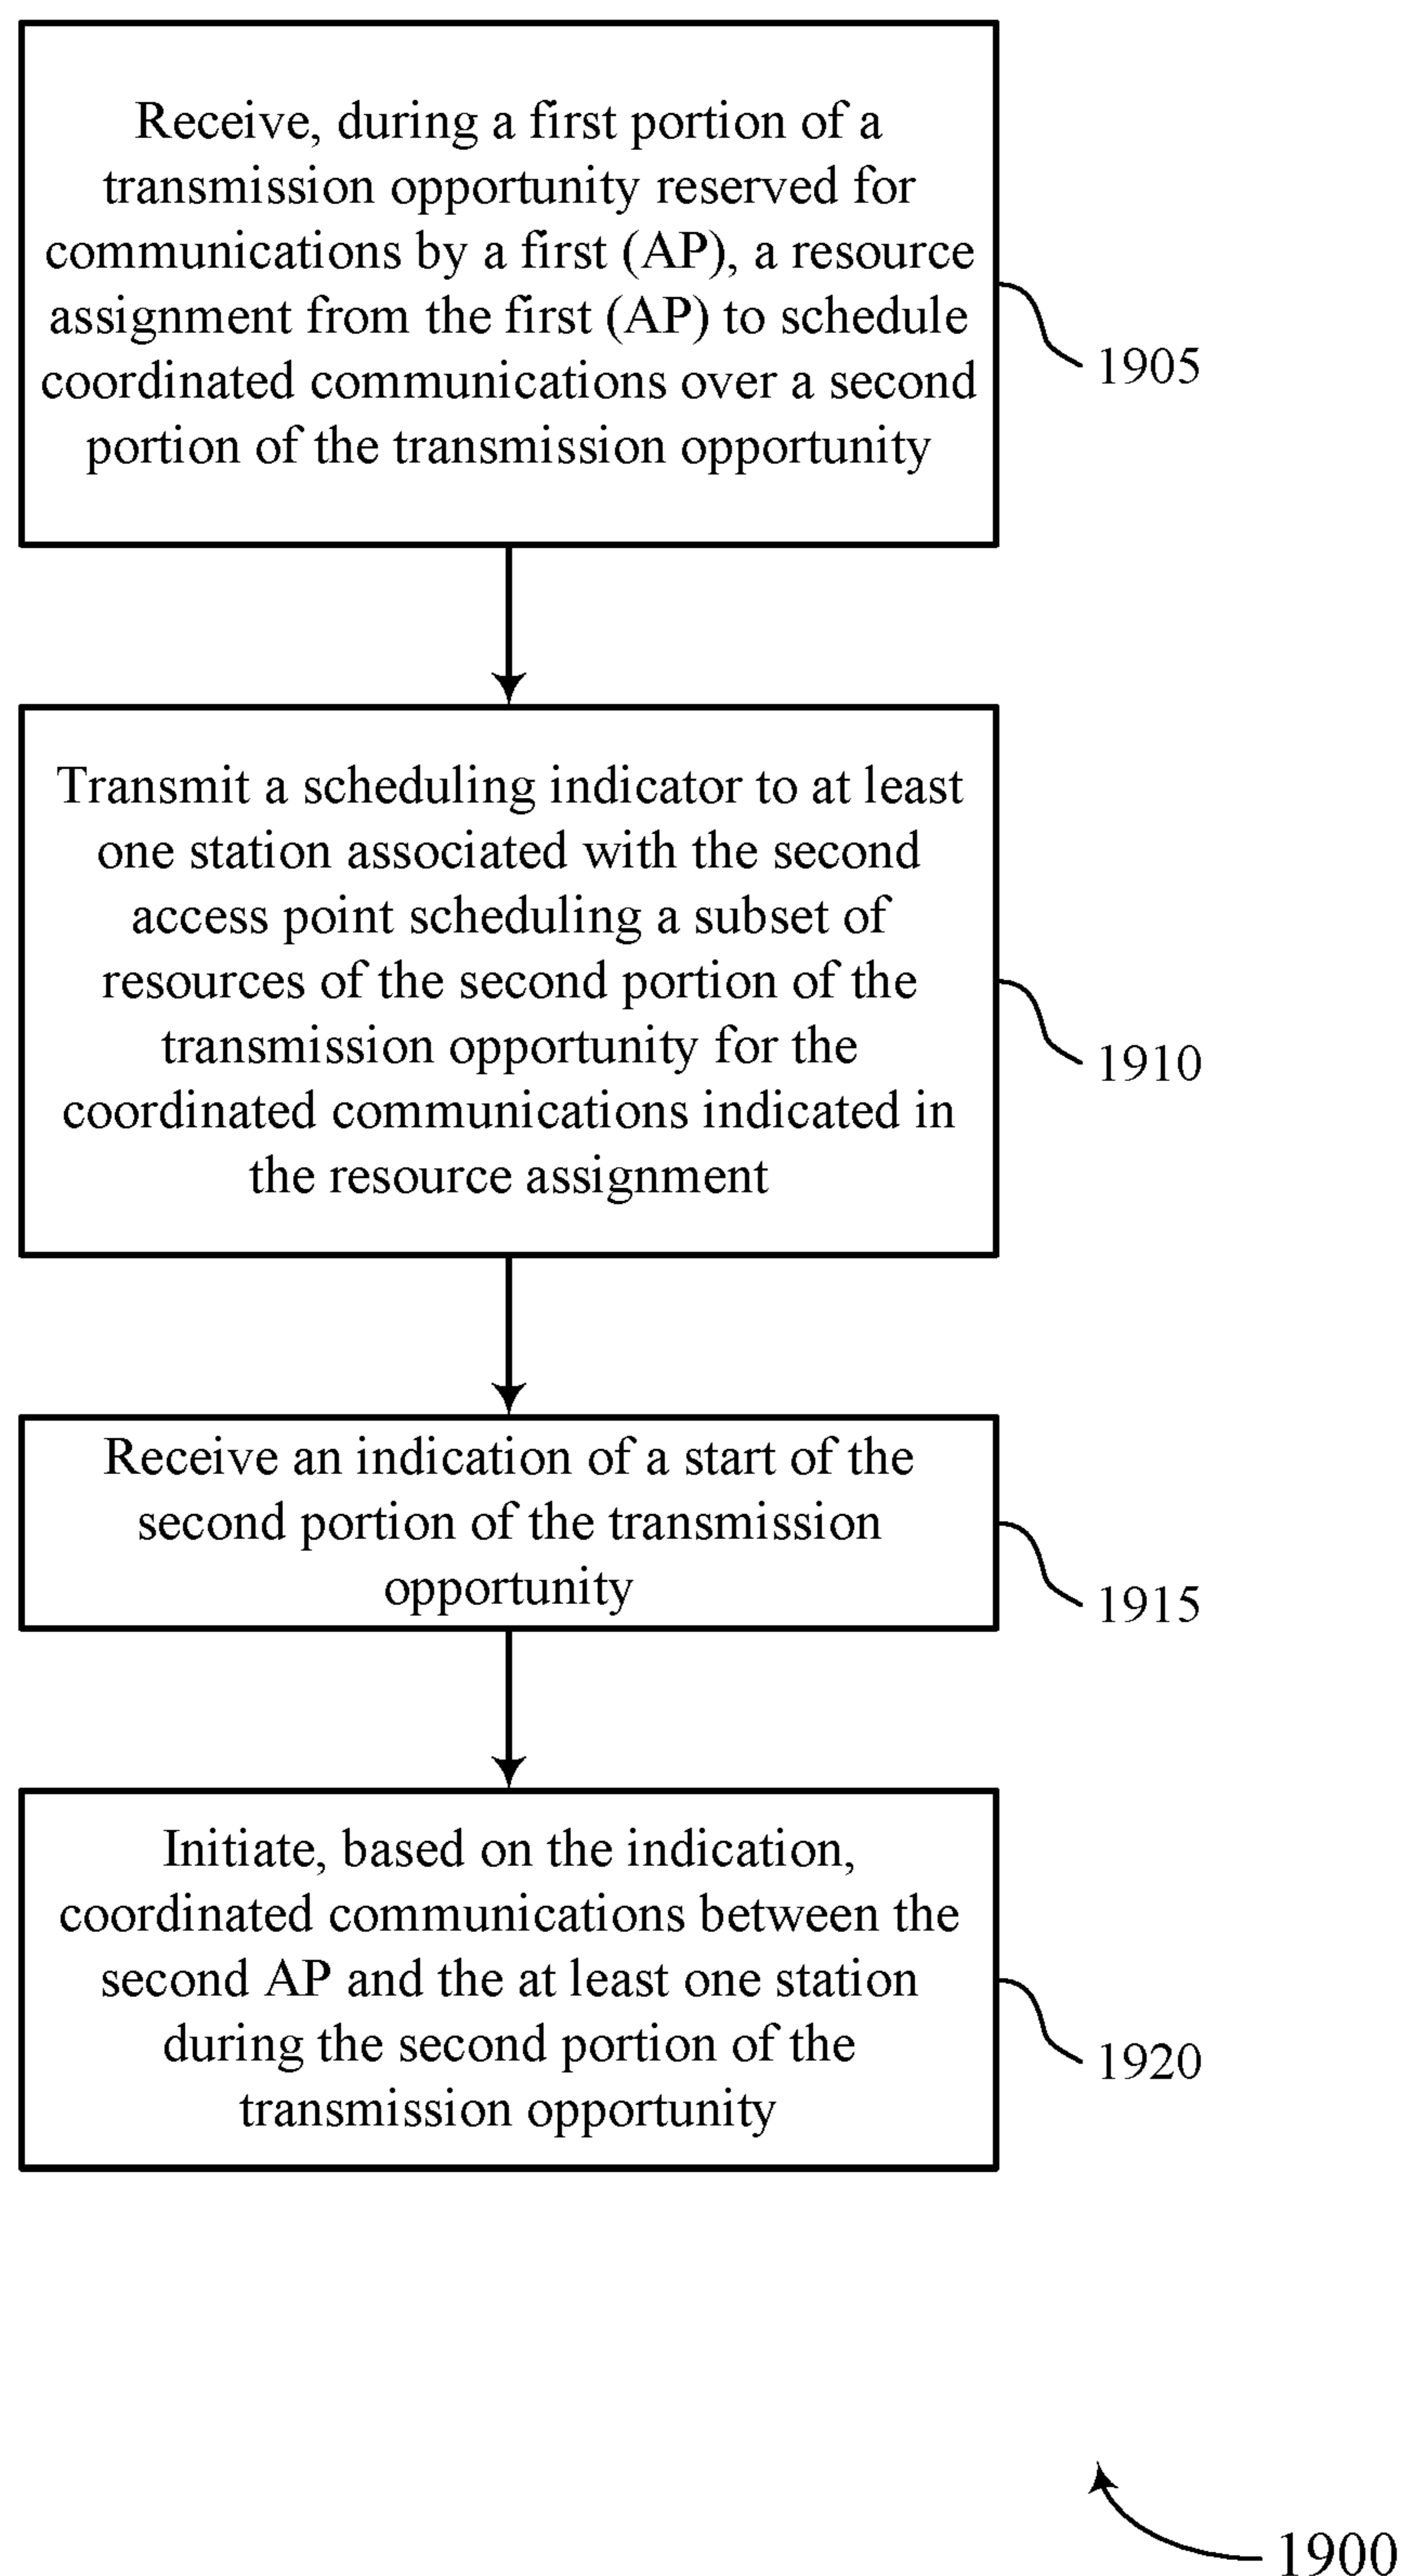 Receive, during a first portion of a
transmission opportunity reserved for
communications by a first (AP), a resource
assignment from the first (AP) to schedule
coordinated communications over a second
portion of the transmission opportunity
1905
Transmit a scheduling indicator to at least
one station associated with the second
access point scheduling a subset of
resources of the second portion of the
transmission opportunity for the
coordinated communications indicated in
the resource assignment
1910
Receive an indication of a start of the
second portion of the transmission
opportunity
1915
Initiate, based on the indication,
coordinated communications between the
second AP and the at least one station
during the second portion of the
transmission opportunity
1920
1900